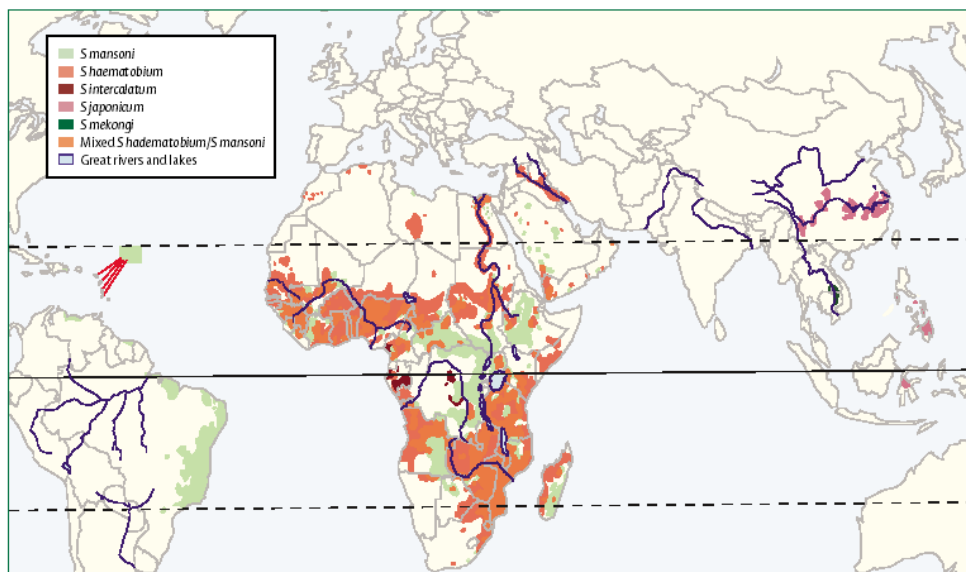 S mansoni
S haematobium
S intercalatum
S japonicum
S mekongi
Mixed S hadematobium/S mansoni
Great rivers and lakes